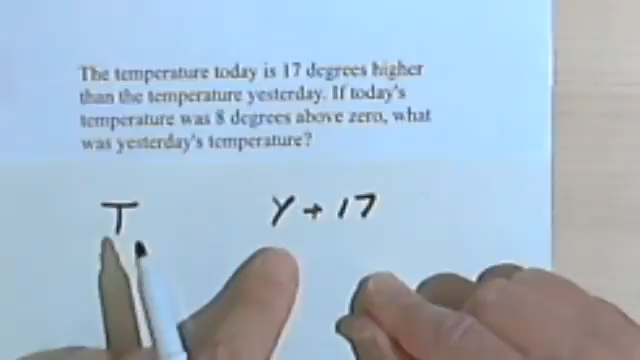 The temperature today is 17 degrees higher
than the temperature yesterday. If today's
temperature was 8 degrees above zero, what
was yesterday's temperature?
T Y + 17